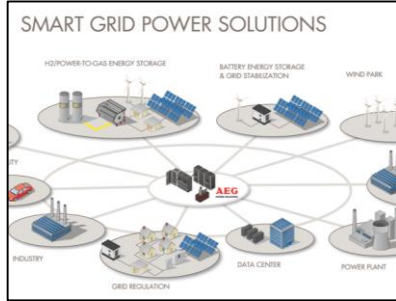 SMART GRID POWER SOLUTIONS
H2/POWER-TO-GAS ENERGY STORAGE
BATTERY ENERGY STORAGE
& GRID STABILIZATION
WIND PARK
AEG
INDUSTRY
GRID REGULATION
DATA CENTER
POWER PLANT